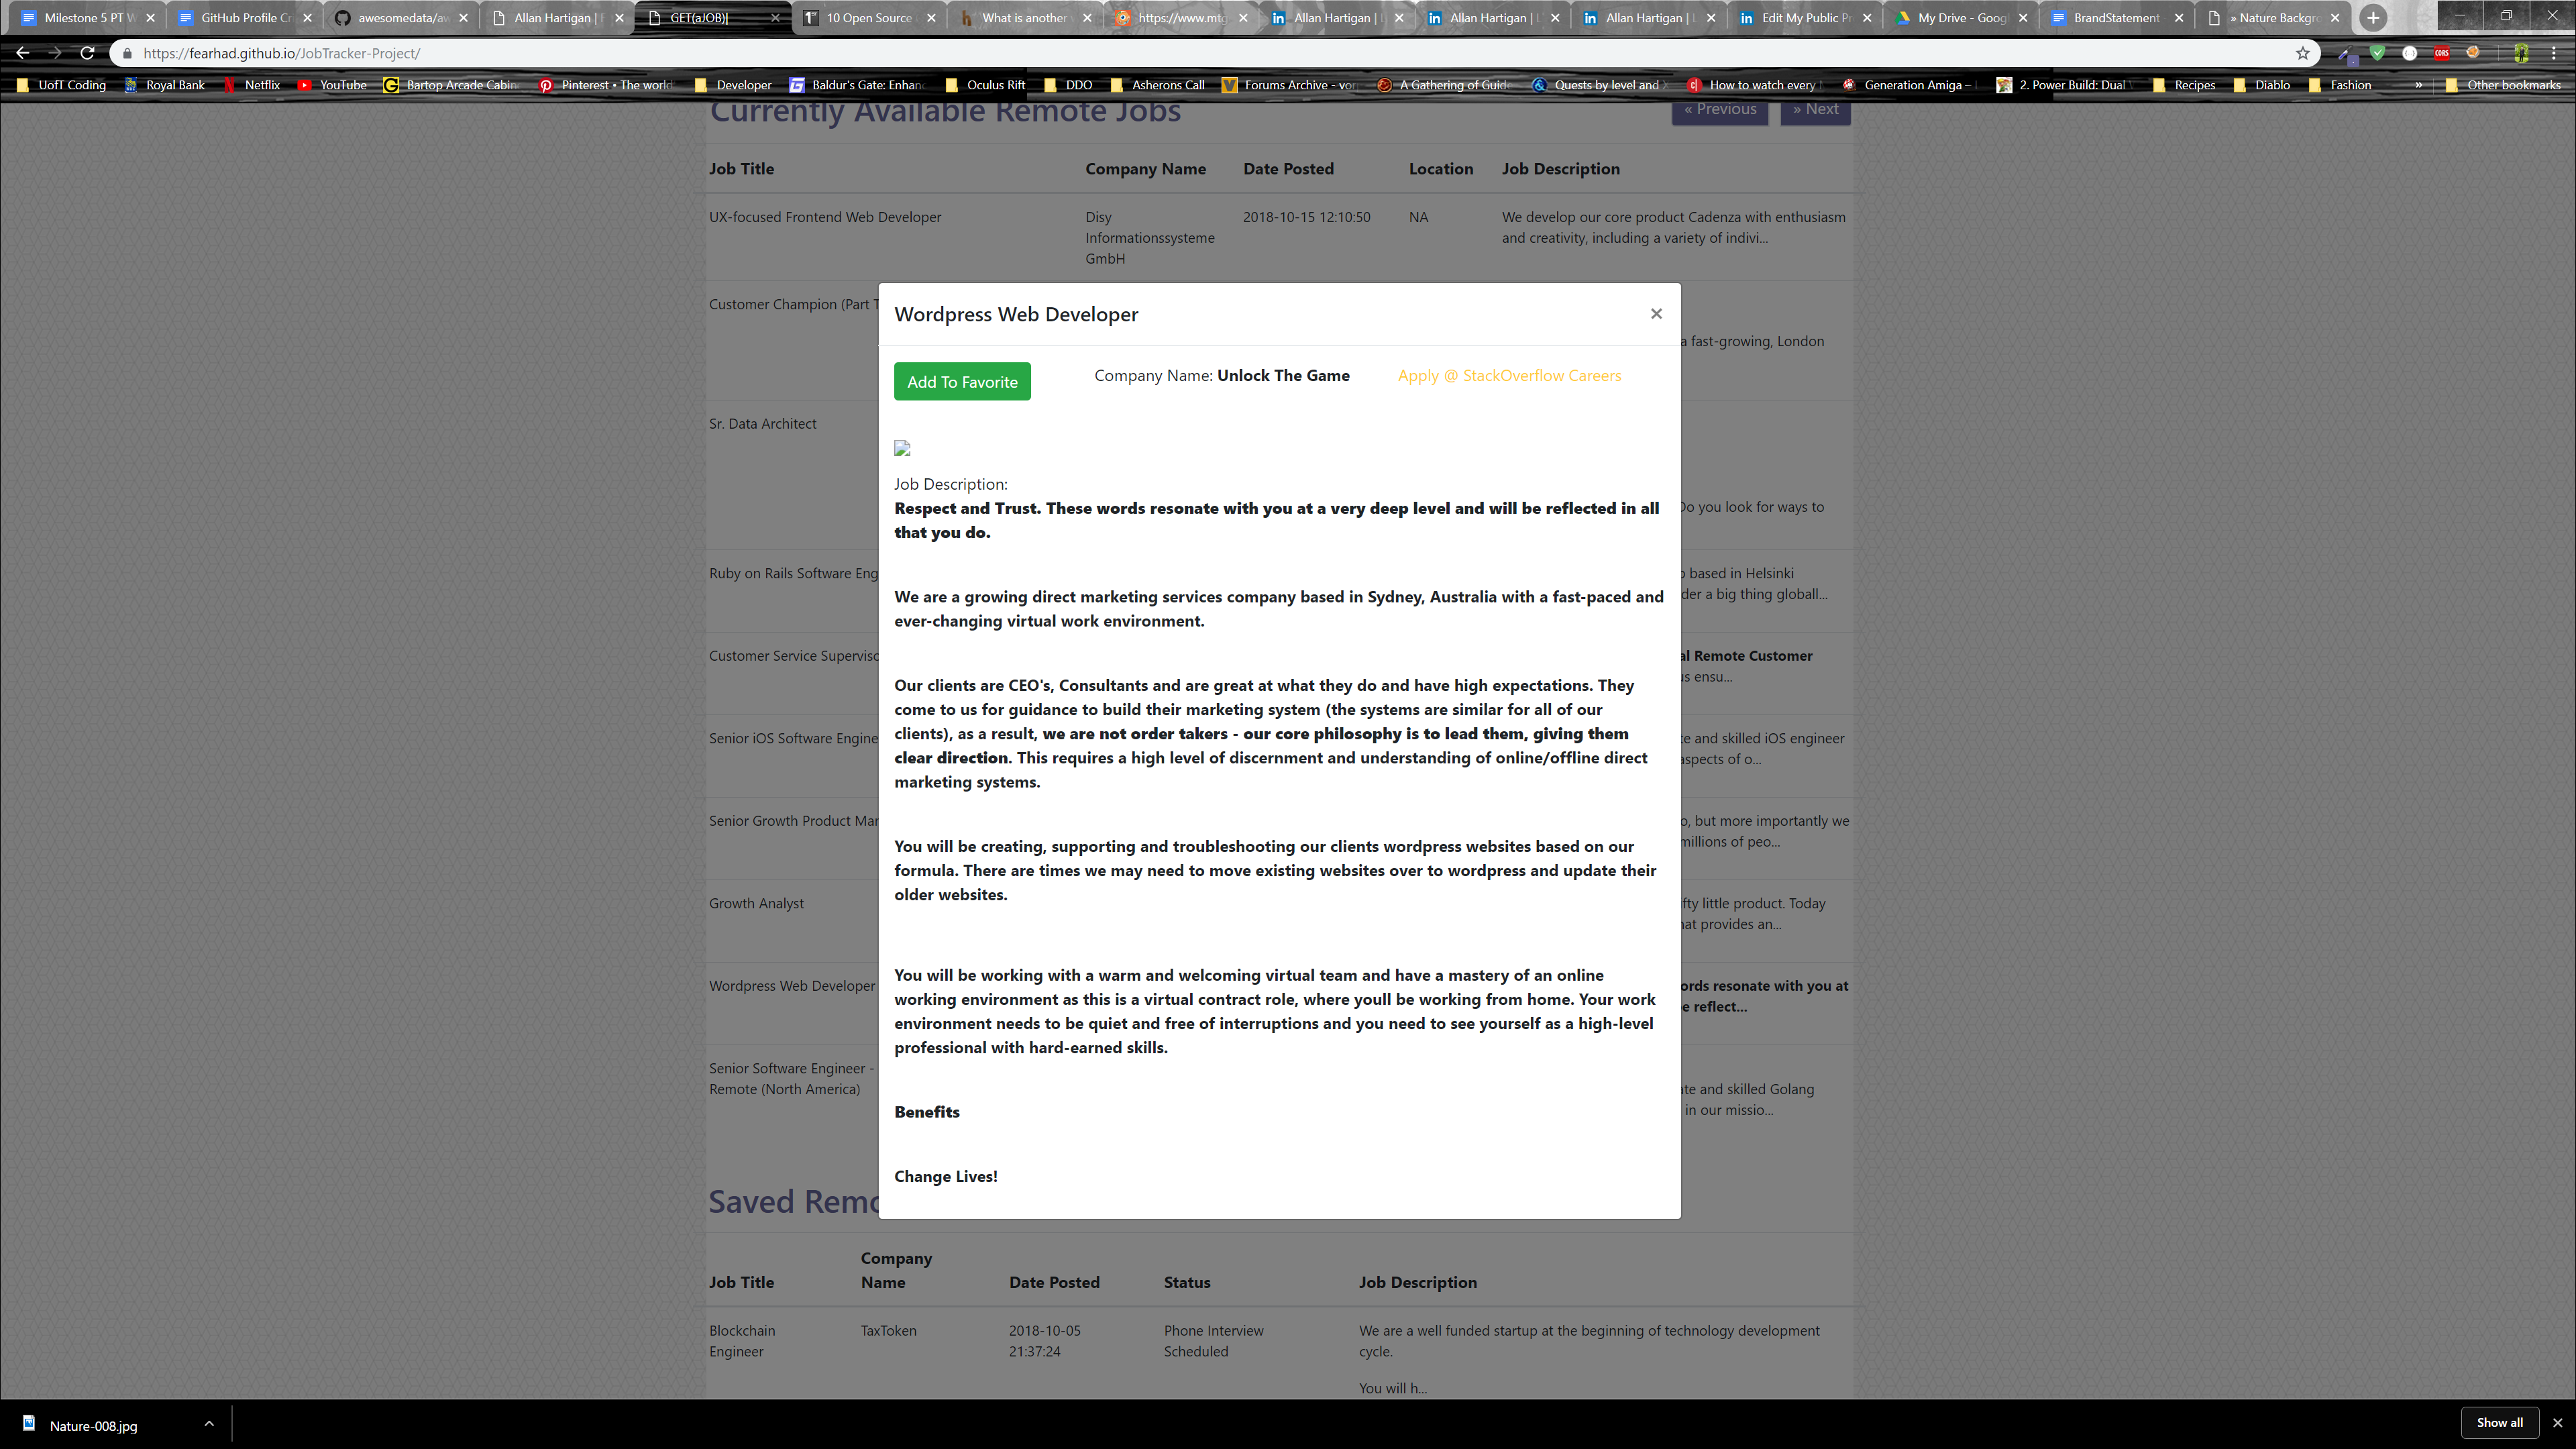 Milestone 5 PT W
GitHub Profile Cr
awesomedata/aw
Allan Hartigan | P
GET(aJOB)|
10 Open Source
What is another
https://www.mtg
Allan Hartigan |
Allan Hartigan |
Allan Hartigan |
Edit My Public Pr
My Drive - Goog
BrandStatement
» Nature Backgro
https://fearhad.github.io/JobTracker-Project/
CORS
UofT Coding
Royal Bank
Netflix
YouTube
Bartop Arcade Cabin
Pinterest • The world
Developer
Baldur's Gate: Enhan
Oculus Rift
DDO
Asherons Call
Forums Archive - vor
A Gathering of Guide
Quests by level and
How to watch every
Generation Amiga –
2. Power Build: Dual
Recipes
Diablo
Fashion
»
Other bookmarks
Currently Available Remote Jobs
« Previous
» Next
Job Title Company Name Date Posted Location Job Description
UX-focused Frontend Web Developer
Disy
Informationssysteme
GmbH
2018-10-15 12:10:50
NA
We develop our core product Cadenza with enthusiasm
and creativity, including a variety of indivi...
Customer Champion (Part T
a fast-growing, London
Sr. Data Architect
Do you look for ways to
Ruby on Rails Software Eng
based in Helsinki
der a big thing globall...
Customer Service Superviso
al Remote Customer
s ensu...
Senior iOS Software Engine
te and skilled iOS engineer
aspects of o...
Senior Growth Product Mar
o, but more importantly we
millions of peo...
Growth Analyst
fty little product. Today
hat provides an...
Wordpress Web Developer
ords resonate with you at
e reflect...
Senior Software Engineer -
Remote (North America)
ate and skilled Golang
in our missio...
Wordpress Web Developer
×
Add To Favorite
Company Name: Unlock The Game
Apply @ StackOverflow Careers
Job Description:
Respect and Trust. These words resonate with you at a very deep level and will be reflected in all
that you do.
We are a growing direct marketing services company based in Sydney, Australia with a fast-paced and
ever-changing virtual work environment.
Our clients are CEO's, Consultants and are great at what they do and have high expectations. They
come to us for guidance to build their marketing system (the systems are similar for all of our
clients), as a result, we are not order takers - our core philosophy is to lead them, giving them
clear direction. This requires a high level of discernment and understanding of online/offline direct
marketing systems.
You will be creating, supporting and troubleshooting our clients wordpress websites based on our
formula. There are times we may need to move existing websites over to wordpress and update their
older websites.
You will be working with a warm and welcoming virtual team and have a mastery of an online
working environment as this is a virtual contract role, where youll be working from home. Your work
environment needs to be quiet and free of interruptions and you need to see yourself as a high-level
professional with hard-earned skills.
Benefits
Change Lives!
Saved Remo
Job Title
Company
Name
Date Posted
Status
Job Description
Blockchain
Engineer
TaxToken
2018-10-05
21:37:24
Phone Interview
Scheduled
We are a well funded startup at the beginning of technology development
cycle.
You will h...
Nature-008.jpg
Show all